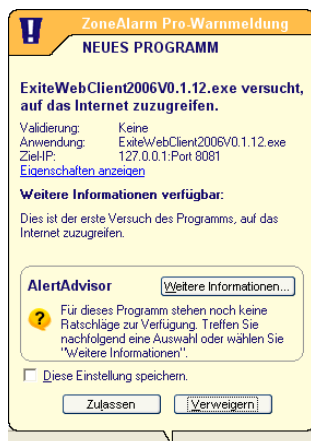 ZoneAlarm Pro-Warnmeldung
NEUES PROGRAMM
ExiteWebClient2006V0.1.12.exe versucht,
auf das Internet zuzugreifen.
Validierung: Keine
Anwendung: ExiteWebClient2006V0.1.12.exe
Ziel-IP: 127.0.0.1:Port 8081
Eigenschaften anzeigen
Weitere Informationen verfügbar:
Dies ist der erste Versuch des Programms, auf das
Internet zuzugreifen.
AlertAdvisor Weitere Informationen...
Für dieses Programm stehen noch keine
Ratschläge zur Verfügung. Treffen Sie
nachfolgend eine Auswahl oder wählen Sie
"Weitere Informationen".
Diese Einstellung speichern.
Zulassen Verweigern